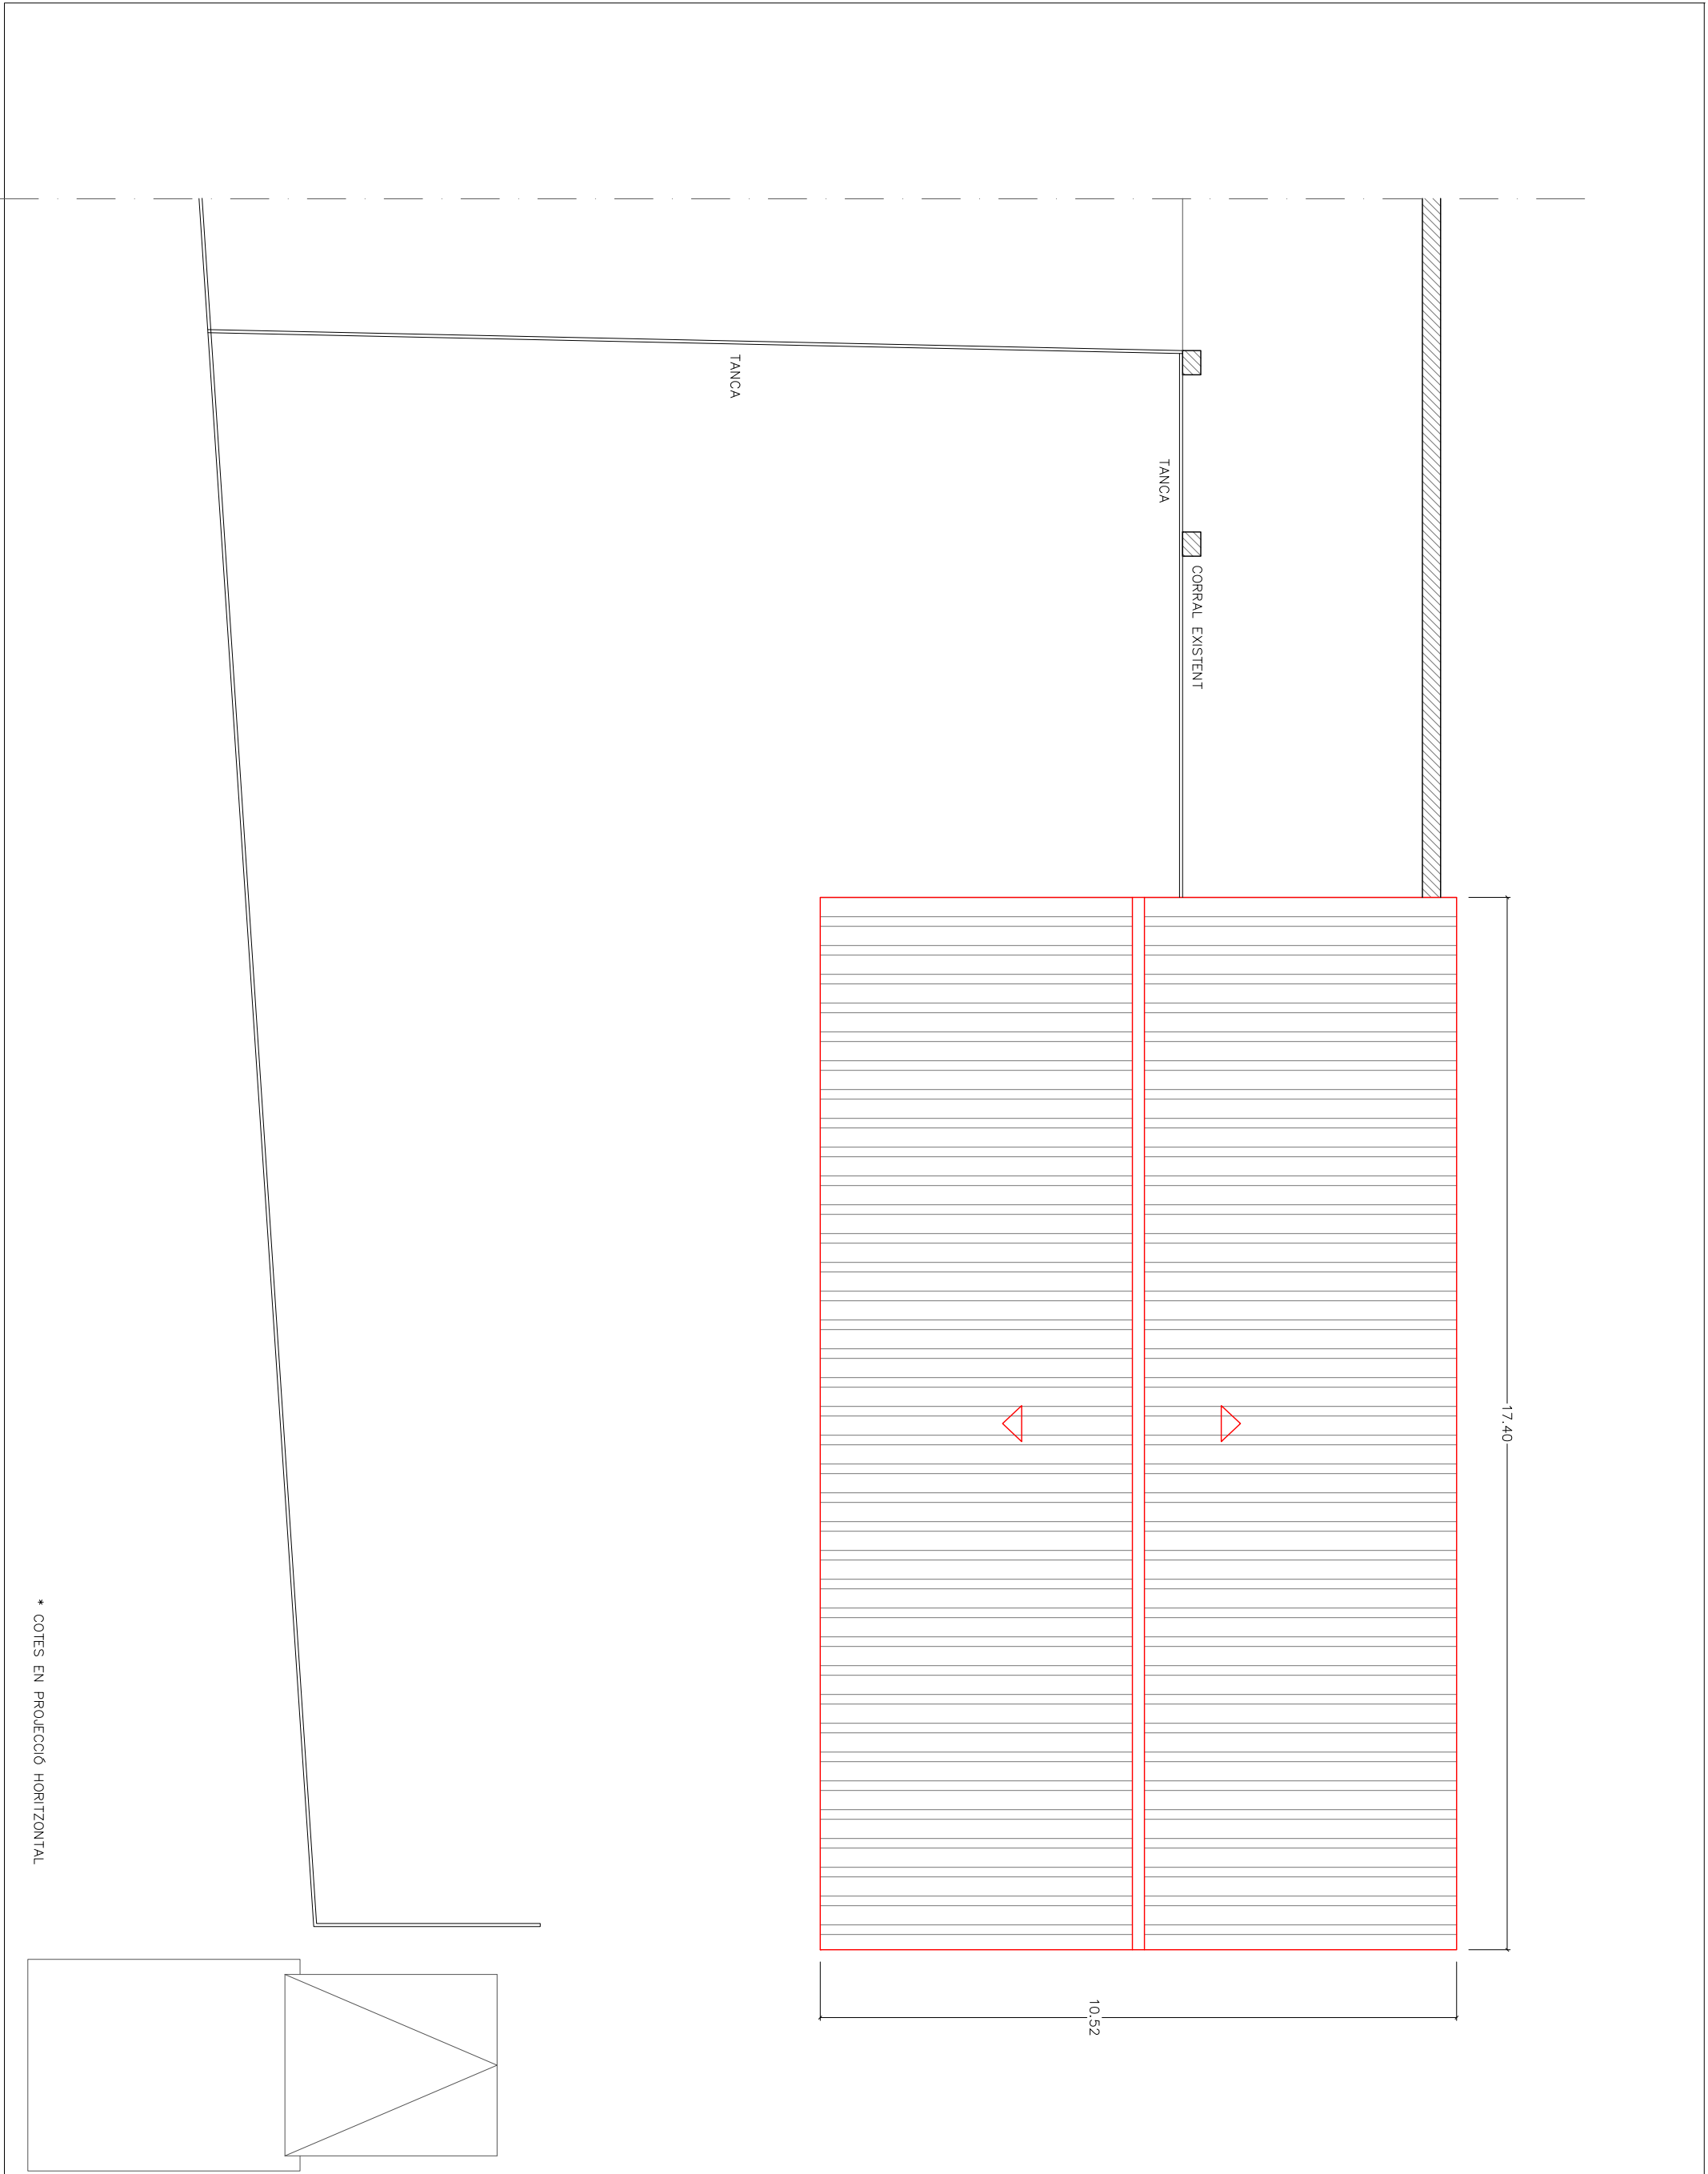 17.40
CORRAL EXISTENT
TANCA
10.52
TANCA
* COTES EN PROJECCIÓ HORITZONTAL